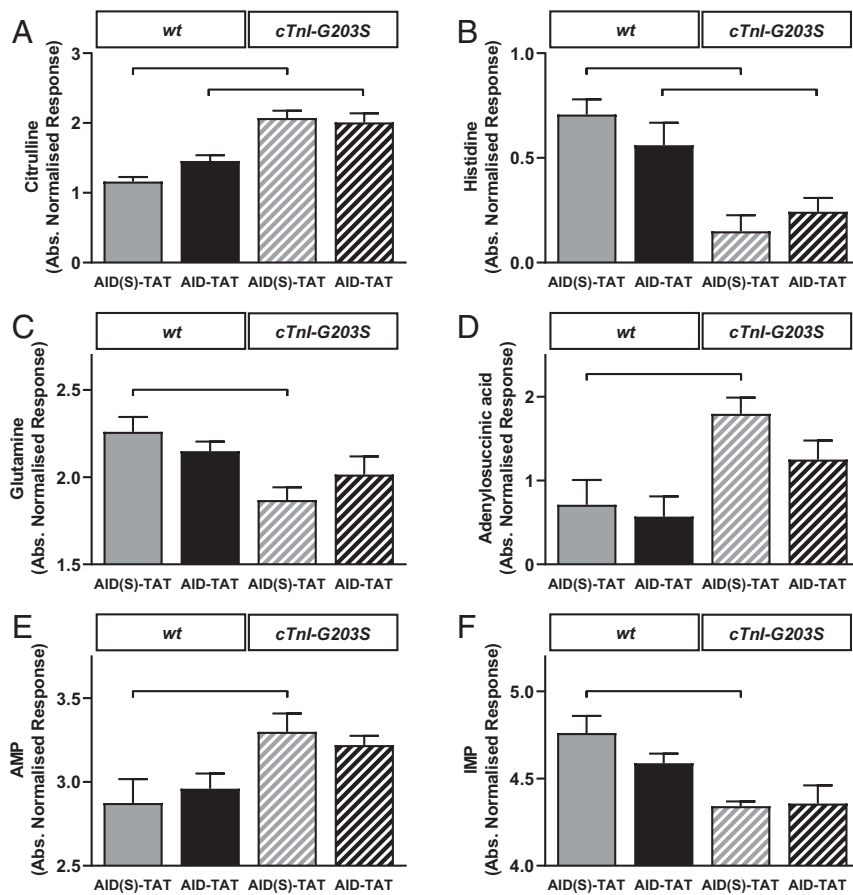 A
wt
cTnI-G203S
Citrulline
(Abs. Normalised Response)
3
2
1
0
AID(S)-TAT AID-TAT AID(S)-TAT AID-TAT
B
wt
cTnI-G203S
Histidine
(Abs. Normalised Response)
1.0
0.5
0.0
AID(S)-TAT AID-TAT AID(S)-TAT AID-TAT
C
wt
cTnI-G203S
Glutamine
(Abs. Normalised Response)
2.5
2.0
1.5
AID(S)-TAT AID-TAT AID(S)-TAT AID-TAT
D
wt
cTnI-G203S
Adenylosuccinic acid
(Abs. Normalised Response)
2
1
0
AID(S)-TAT AID-TAT AID(S)-TAT AID-TAT
E
wt
cTnI-G203S
AMP
(Abs. Normalised Response)
3.5
3.0
2.5
AID(S)-TAT AID-TAT AID(S)-TAT AID-TAT
F
wt
cTnI-G203S
IMP
(Abs. Normalised Response)
5.0
4.5
4.0
AID(S)-TAT AID-TAT AID(S)-TAT AID-TAT